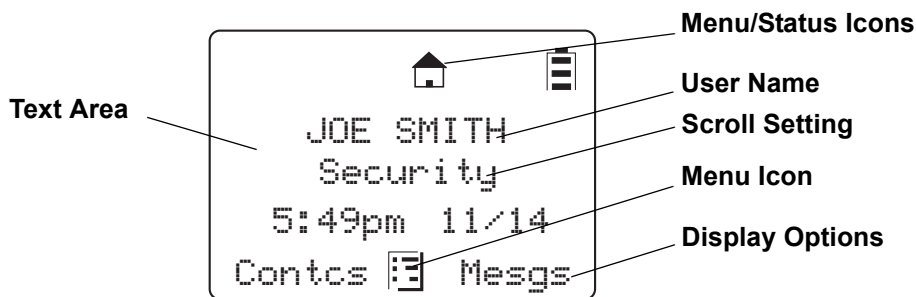 Menu/Status Icons
User Name
Text Area
JOE SMITH
Scroll Setting
Security
Menu Icon
5:49pm 11/14
Display Options
Contcs Mesgs